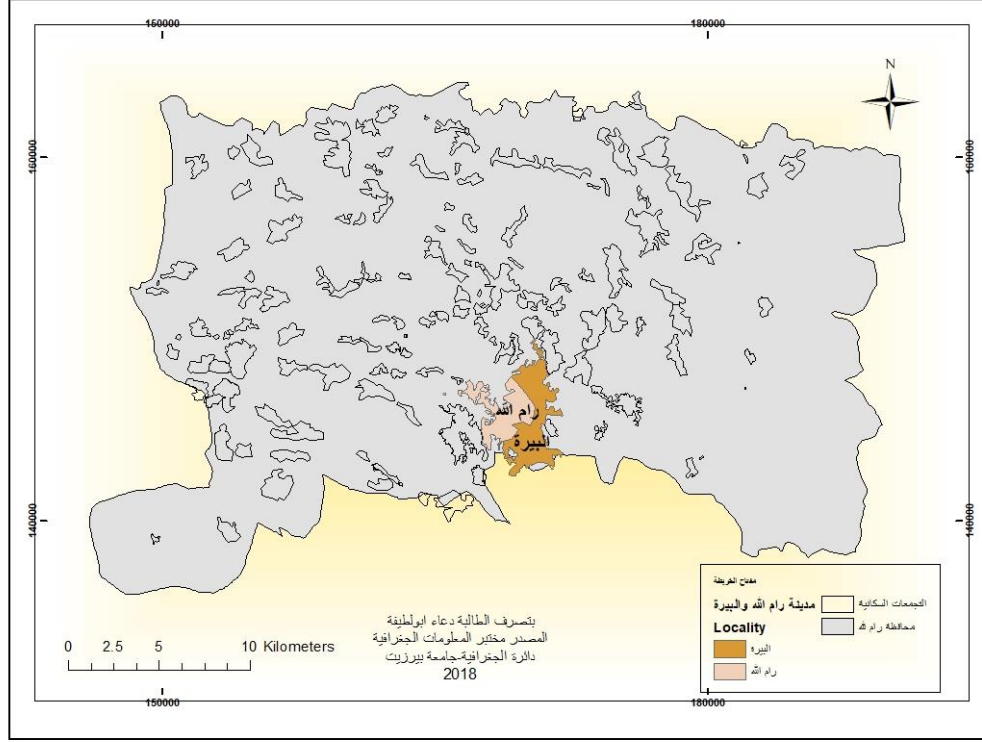 150000
180000
N
160000
160000
رام الله
البيرة
140000
140000
بتصرف الطالبة دعاء ابولطيفة
المصدر مختبر المعلومات الجغرافية
دائرة الجغرافية-جامعة بيرزيت
2018
0 2.5 5 10 Kilometers
مفتاح الخريطة
مدينة رام الله والبيرة
Locality
البيرة
رام الله
التجمعات السكانية
محافظة رام لله
150000
180000